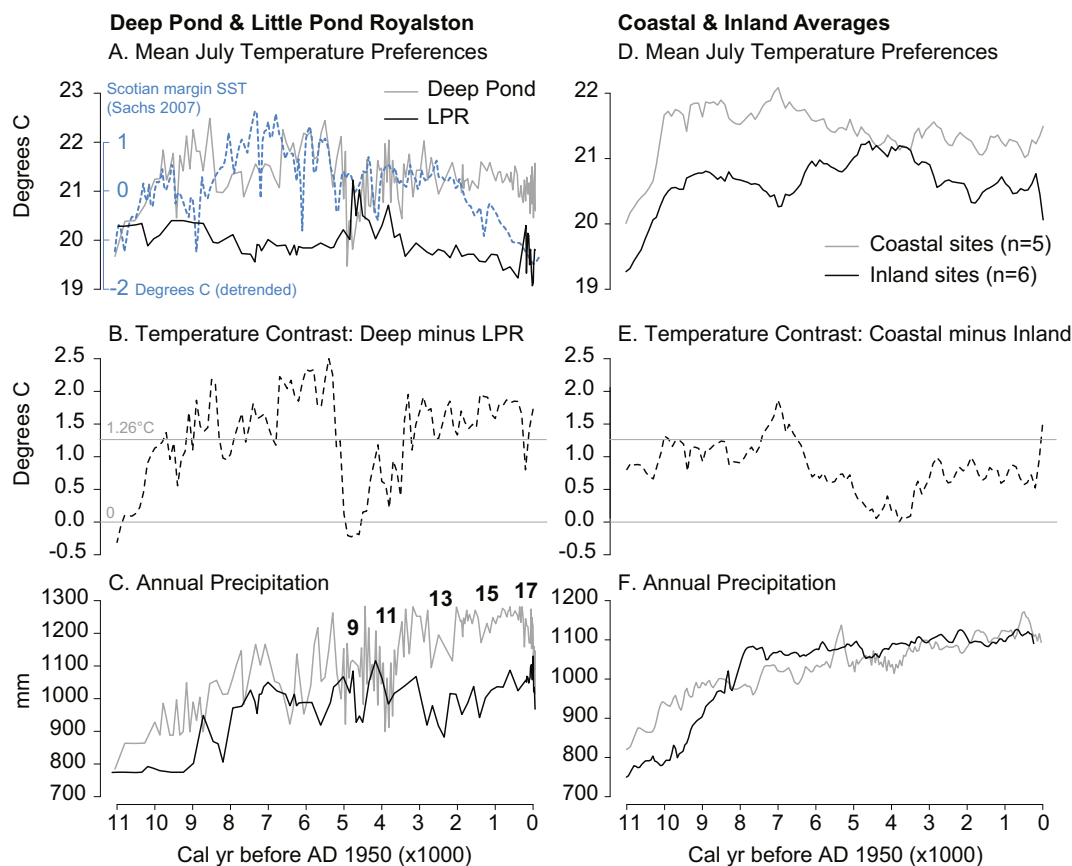 Deep Pond & Little Pond Royalston
A. Mean July Temperature Preferences
Scotian margin SST
(Sachs 2007)
Deep Pond
LPR
Degrees C
23
22
21
20
19
1
0
-2
Degrees C (detrended)
B. Temperature Contrast: Deep minus LPR
Degrees C
2.5
2.0
1.5
1.0
0.5
0.0
-0.5
1.26°C
0
C. Annual Precipitation
mm
1300
1200
1100
1000
900
800
700
9
11
13
15
17
11 10 9 8 7 6 5 4 3 2 1 0
Cal yr before AD 1950 (x1000)
Coastal & Inland Averages
D. Mean July Temperature Preferences
22
21
20
19
Coastal sites (n=5)
Inland sites (n=6)
E. Temperature Contrast: Coastal minus Inland
2.5
2.0
1.5
1.0
0.5
0.0
-0.5
F. Annual Precipitation
1200
1100
1000
900
800
700
11 10 9 8 7 6 5 4 3 2 1 0
Cal yr before AD 1950 (x1000)